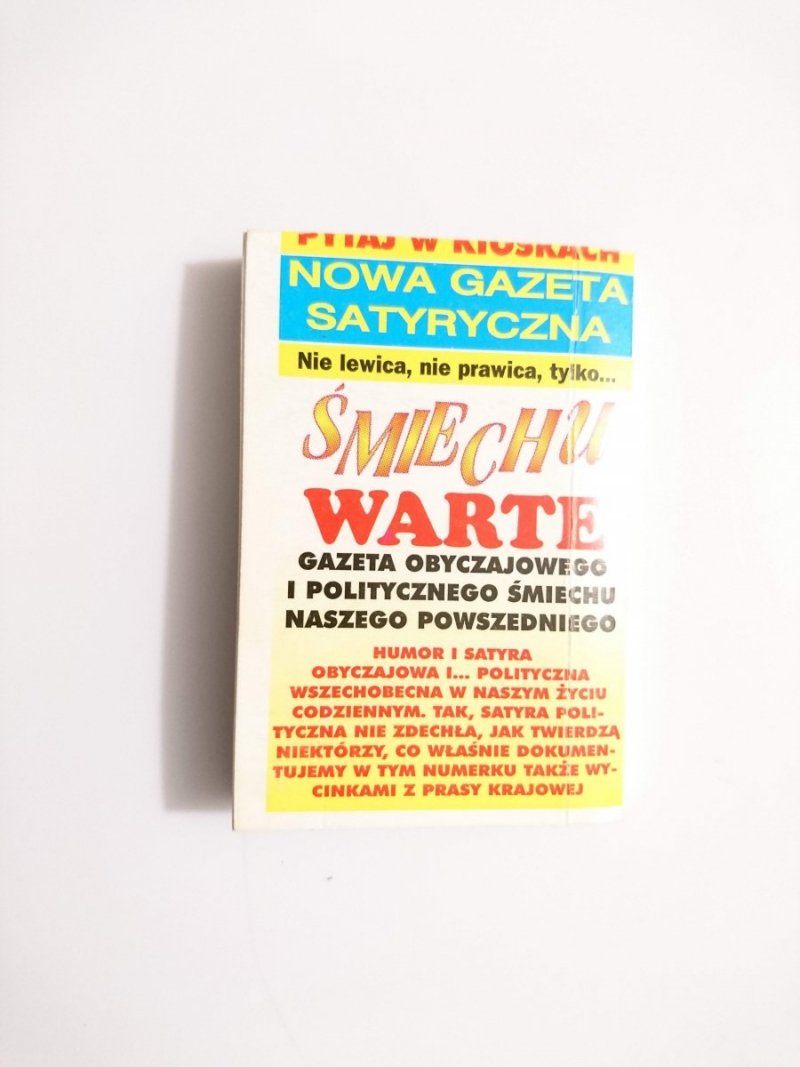 PYTAJ W KIOSKACH
NOWA GAZETA
SATYRYCZNA
Nie lewica, nie prawica, tylko...
ŚMIECHU
WARTE
GAZETA OBYCZAJOWEGO
I POLITYCZNEGO ŚMIECHU
NASZEGO POWSZEDNIEGO
HUMOR I SATYRA
OBYCZAJOWA I... POLITYCZNA
WSZECHOBECNA W NASZYM ŻYCIU
CODZIENNYM. TAK, SATYRA POLI-
TYCZNA NIE ZDECHŁA, JAK TWIERDZĄ
NIEKTÓRZY, CO WŁAŚNIE DOKUMEN-
TUJEMY W TYM NUMERKU TAKŻE WY-
CINKAMI Z PRASY KRAJOWEJ